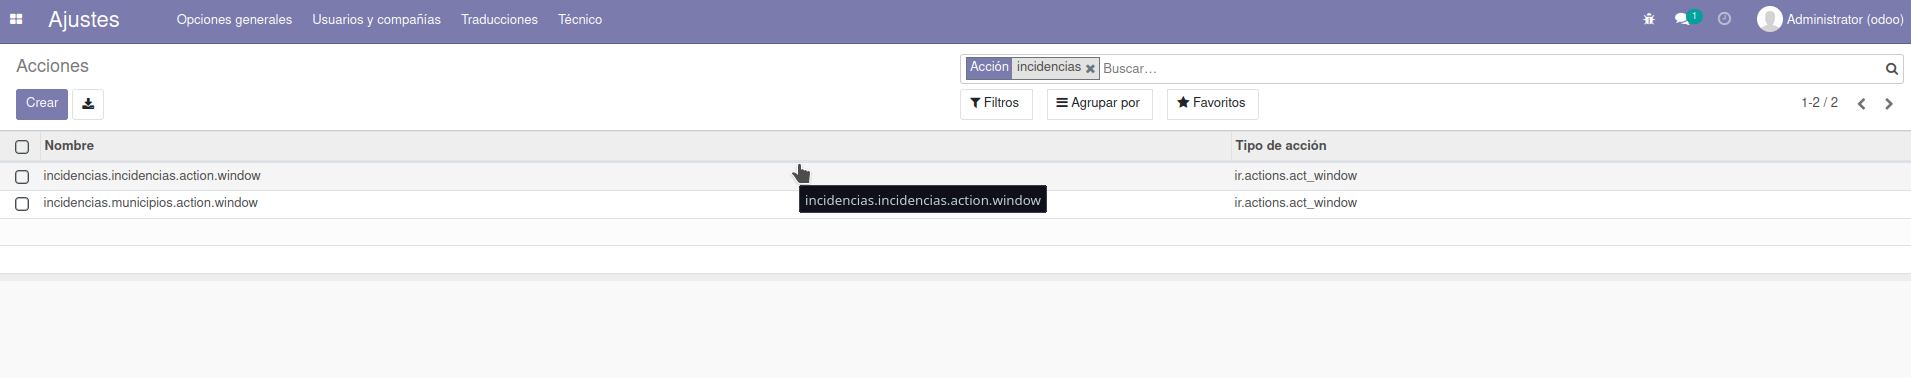 Ajustes Opciones generales Usuarios y compañías Traducciones Técnico 1 Administrator (odoo)
Acciones
Acción incidencias Buscar...
Crear Filtros Agrupar por Favoritos 1-2 / 2
Nombre Tipo de acción
incidencias.incidencias.action.window ir.actions.act_window
incidencias.incidencias.action.window
incidencias.municipios.action.window ir.actions.act_window